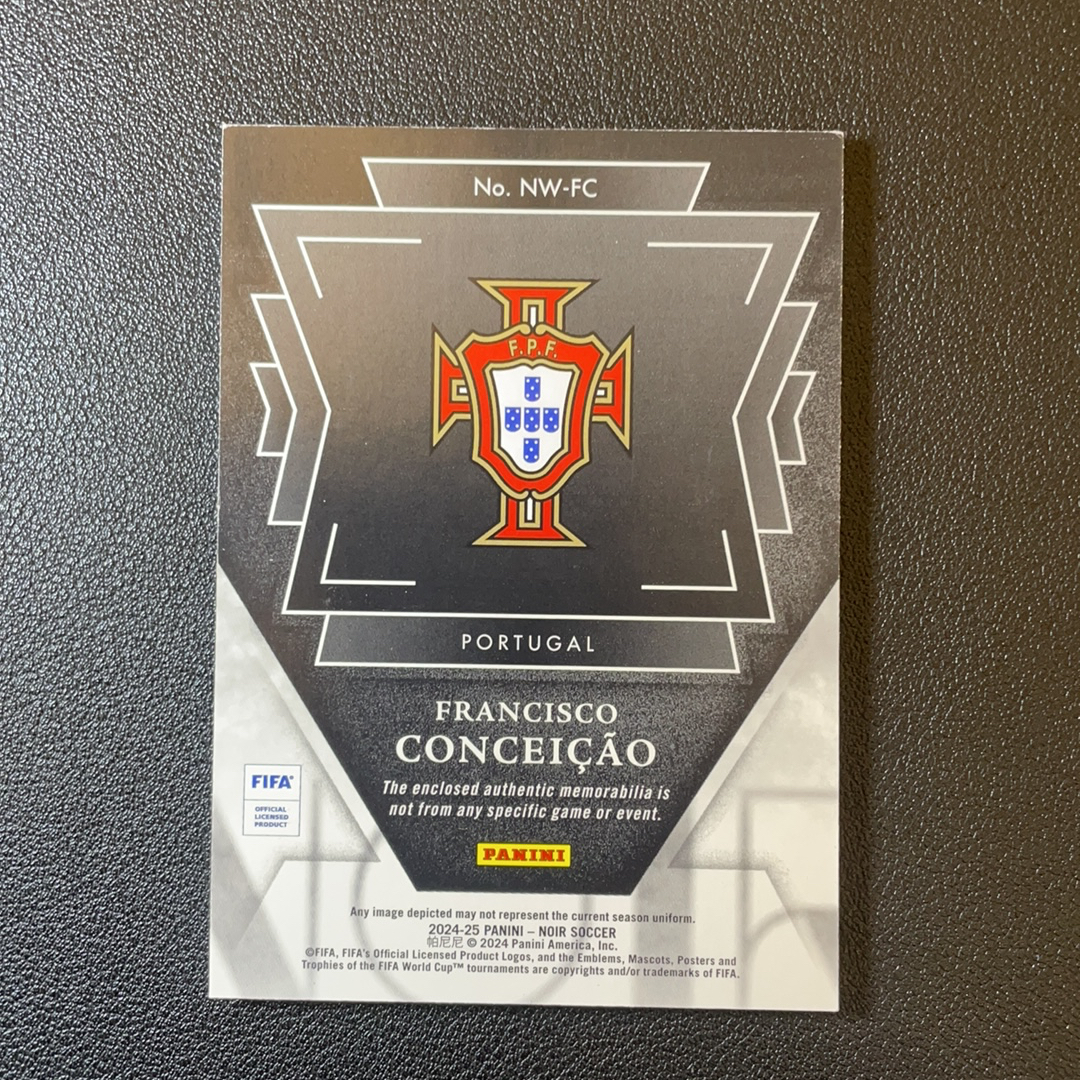 No. NW-FC
F.P.F.
PORTUGAL
FRANCISCO
CONCEIÇÃO
The enclosed authentic memorabilia is
not from any specific game or event.
FIFA®
OFFICIAL
LICENSED
PRODUCT
PANINI
Any image depicted may not represent the current season uniform.
2024-25 PANINI – NOIR SOCCER
帕尼尼 © 2024 Panini America, Inc.
©FIFA, FIFA's Official Licensed Product Logos, and the Emblems, Mascots, Posters and
Trophies of the FIFA World Cup™ tournaments are copyrights and/or trademarks of FIFA.